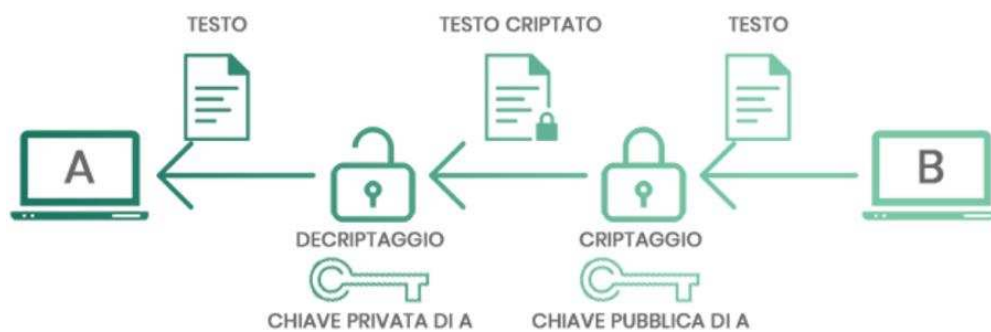 TESTO
TESTO CRIPTATO
TESTO
A
B
DECRIPTAGGIO
CRIPTAGGIO
CHIAVE PRIVATA DI A
CHIAVE PUBBLICA DI A